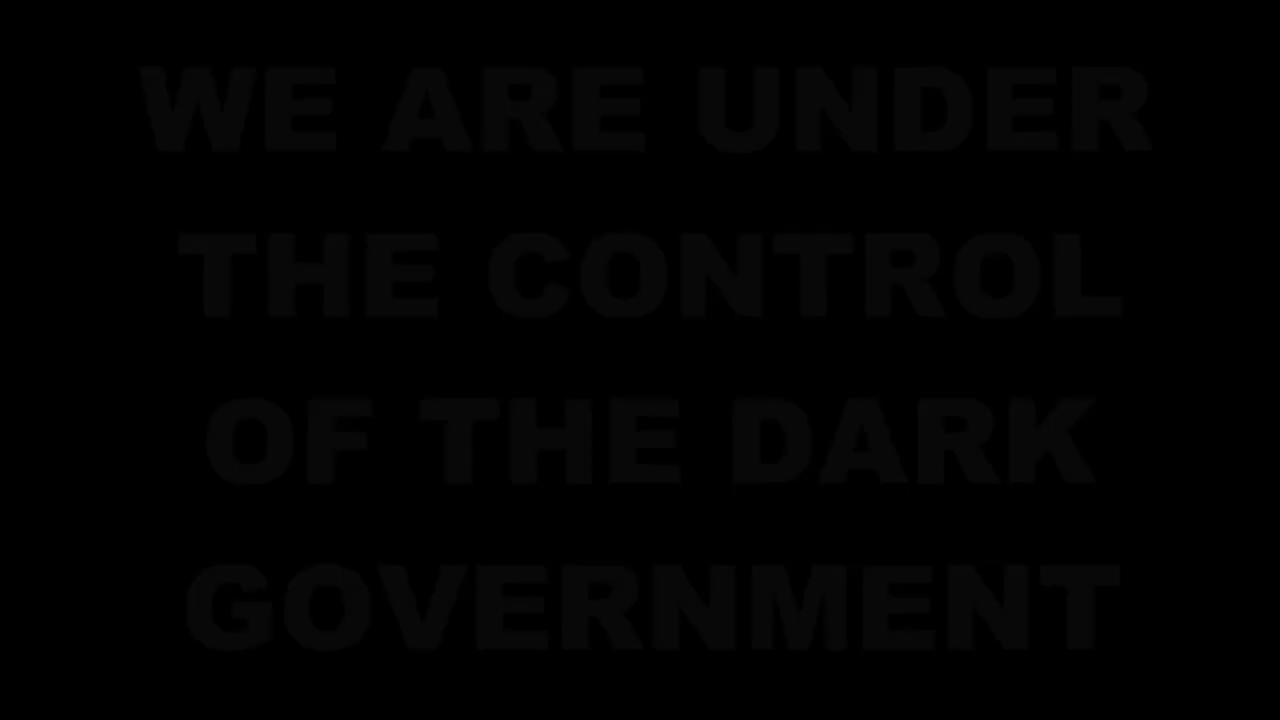 WE ARE UNDER
THE CONTROL
OF THE DARK
GOVERNMENT